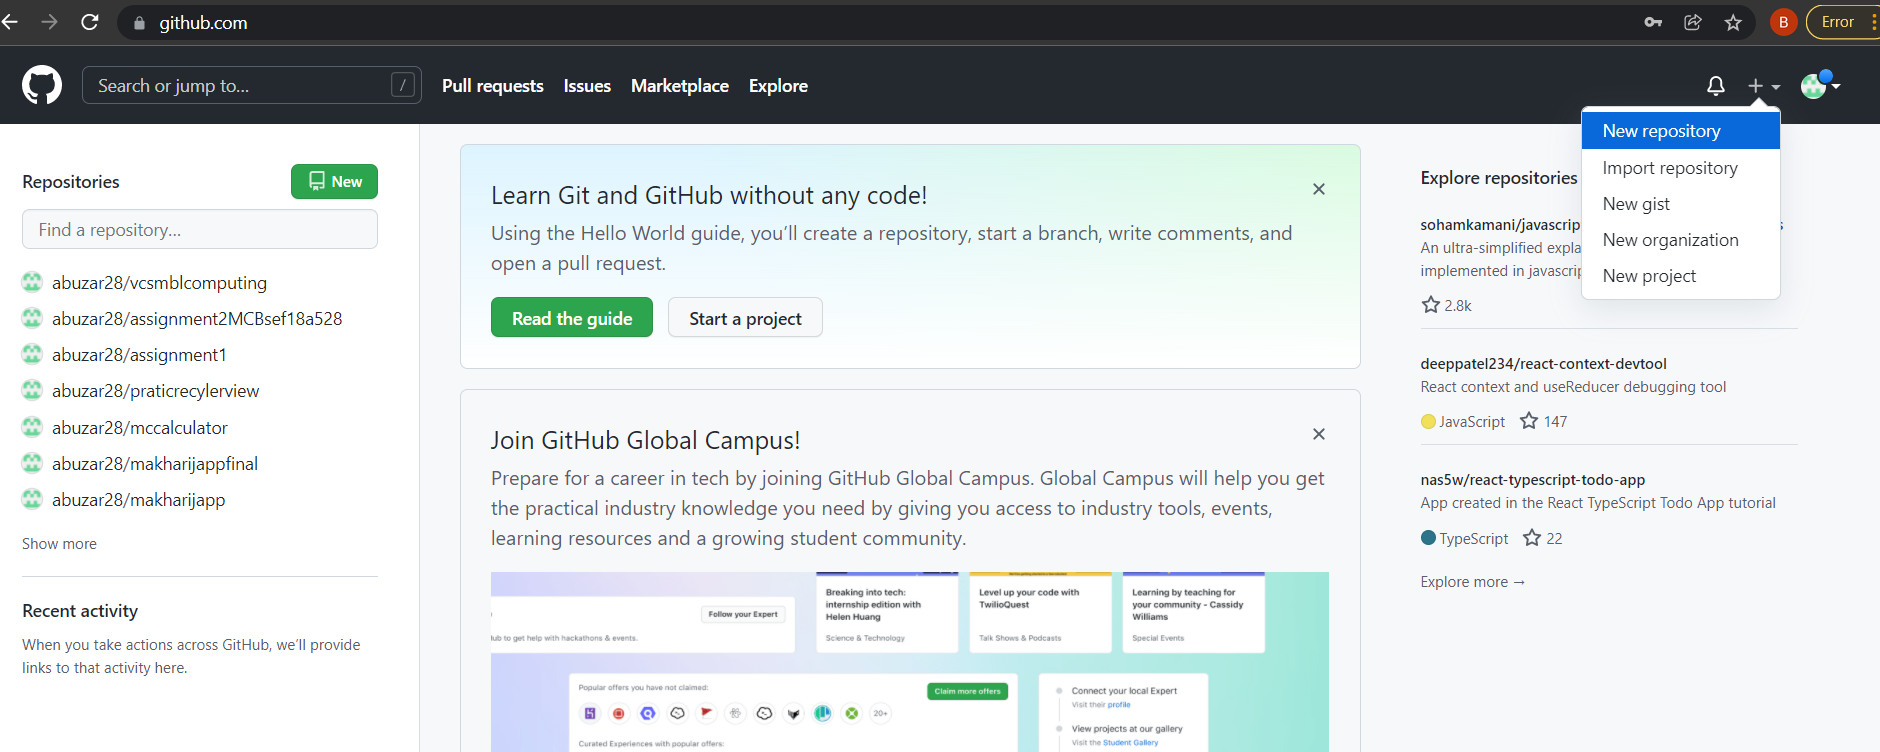 github.com
B
Error
Search or jump to...
/
Pull requests
Issues
Marketplace
Explore
New repository
Import repository
New gist
New organization
New project
Repositories
New
Find a repository...
abuzar28/vcsmblcomputing
abuzar28/assignment2MCBsef18a528
abuzar28/assignment1
abuzar28/praticrecylerview
abuzar28/mccalculator
abuzar28/makharijappfinal
abuzar28/makharijapp
Show more
Recent activity
When you take actions across GitHub, we'll provide
links to that activity here.
Learn Git and GitHub without any code!
Using the Hello World guide, you'll create a repository, start a branch, write comments, and
open a pull request.
Read the guide
Start a project
Join GitHub Global Campus!
Prepare for a career in tech by joining GitHub Global Campus. Global Campus will help you get
the practical industry knowledge you need by giving you access to industry tools, events,
learning resources and a growing student community.
Follow your Expert
to get help with hackathons & events.
Breaking into tech:
internship edition with
Helen Huang
Science & Technology
Level up your code with
TwilioQuest
Talk Shows & Podcasts
Learning by teaching for
your community - Cassidy
Williams
Special Events
Popular offers you have not claimed:
Claim more offers
20+
Curated Experiences with popular offers:
Connect your local Expert
Visit their profile
View projects at our gallery
Visit the Student Gallery
Explore repositories
sohamkamani/javascrip
An ultra-simplified expla
implemented in javascrip
2.8k
deeppatel234/react-context-devtool
React context and useReducer debugging tool
JavaScript
147
nas5w/react-typescript-todo-app
App created in the React TypeScript Todo App tutorial
TypeScript
22
Explore more →